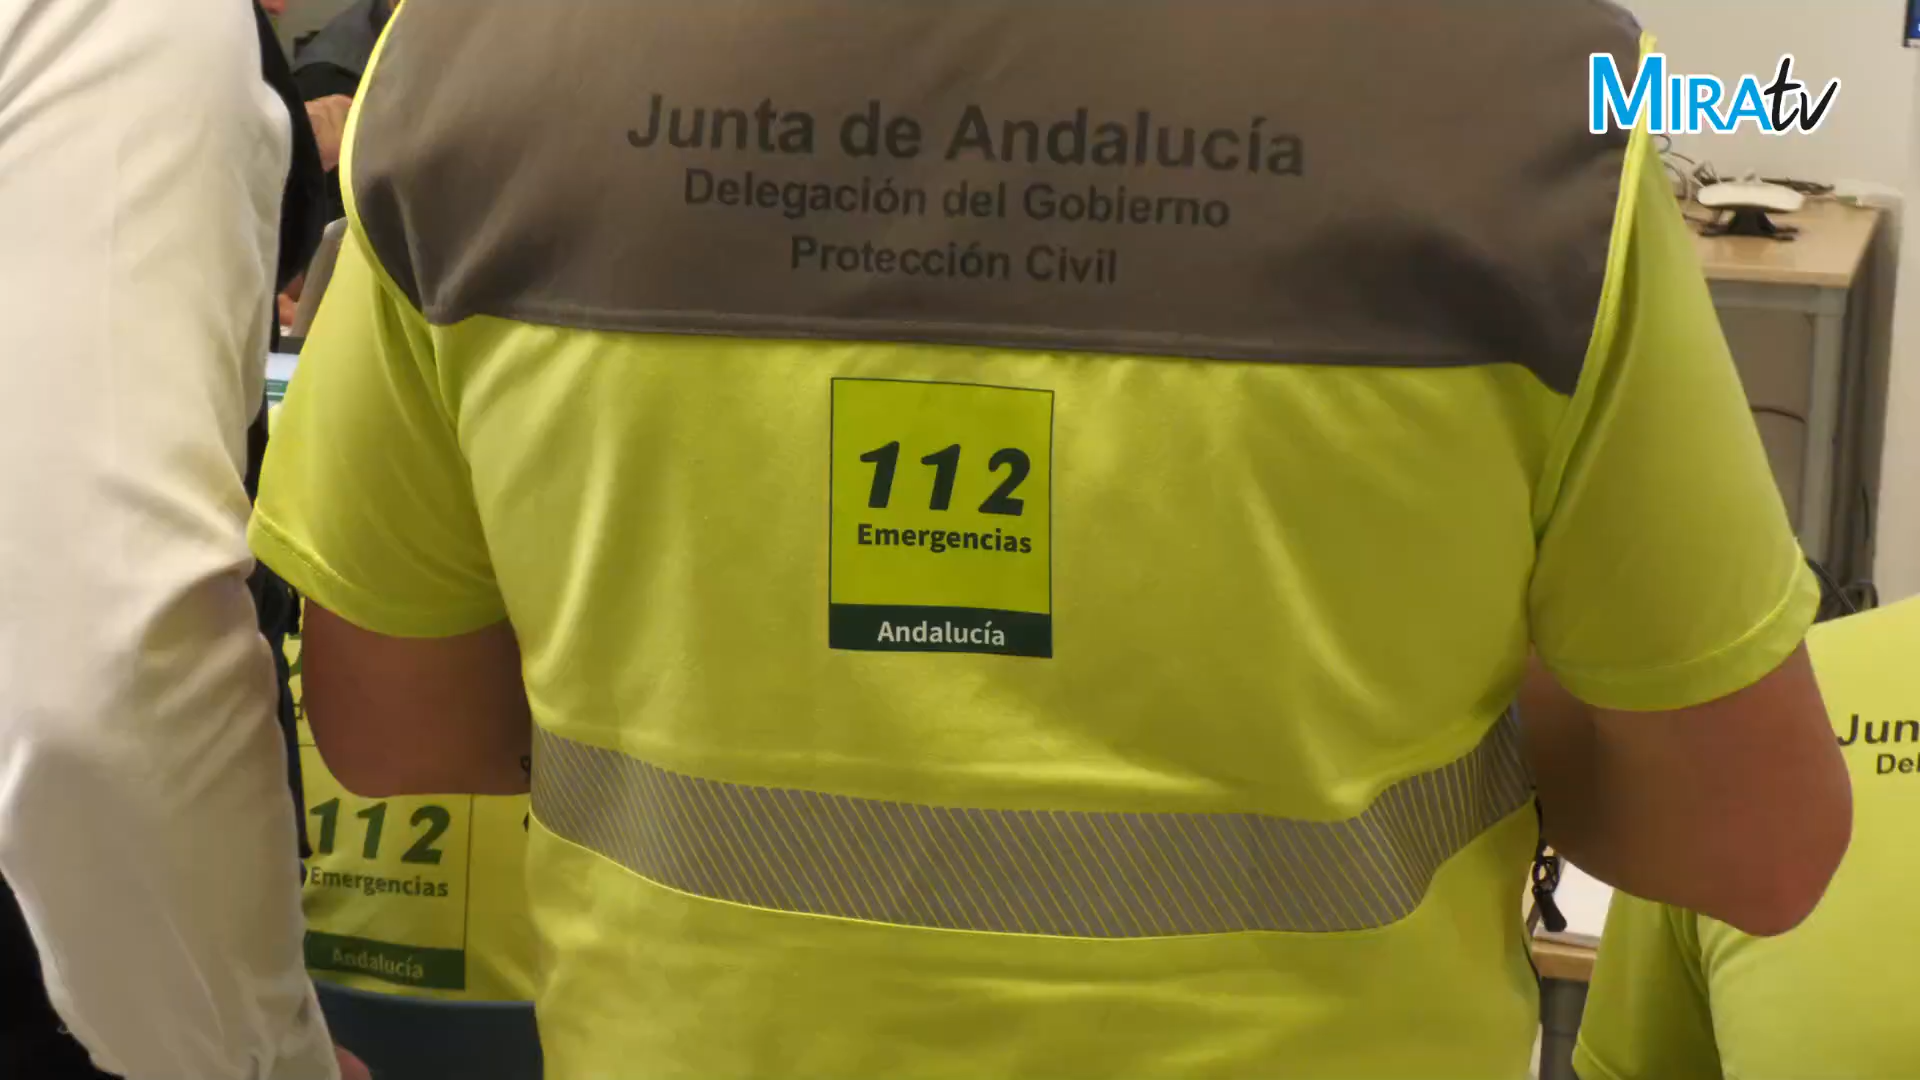 MIRAtv
Junta de Andalucía
Delegación del Gobierno
Protección Civil
112
Emergencias
Andalucía
112
Emergencias
Andalucía
Jun
Del